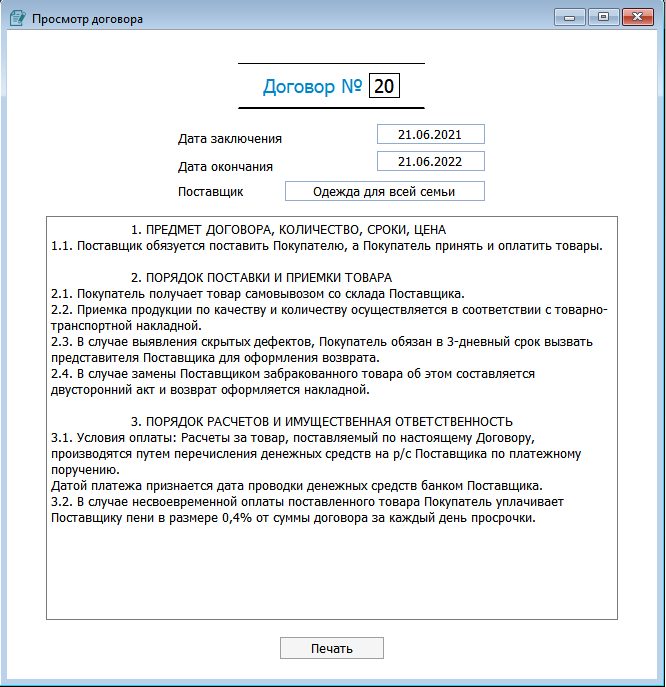 Просмотр договора
Договор № 20
Дата заключения 21.06.2021
Дата окончания 21.06.2022
Поставщик Одежда для всей семьи
1. ПРЕДМЕТ ДОГОВОРА, КОЛИЧЕСТВО, СРОКИ, ЦЕНА
1.1. Поставщик обязуется поставить Покупателю, а Покупатель принять и оплатить товары.
2. ПОРЯДОК ПОСТАВКИ И ПРИЕМКИ ТОВАРА
2.1. Покупатель получает товар самовывозом со склада Поставщика.
2.2. Приемка продукции по качеству и количеству осуществляется в соответствии с товарно-
транспортной накладной.
2.3. В случае выявления скрытых дефектов, Покупатель обязан в 3-дневный срок вызвать
представителя Поставщика для оформления возврата.
2.4. В случае замены Поставщиком забракованного товара об этом составляется
двусторонний акт и возврат оформляется накладной.
3. ПОРЯДОК РАСЧЕТОВ И ИМУЩЕСТВЕННАЯ ОТВЕТСТВЕННОСТЬ
3.1. Условия оплаты: Расчеты за товар, поставляемый по настоящему Договору,
производятся путем перечисления денежных средств на р/с Поставщика по платежному
поручению.
Датой платежа признается дата проводки денежных средств банком Поставщика.
3.2. В случае несвоевременной оплаты поставленного товара Покупатель уплачивает
Поставщику пени в размере 0,4% от суммы договора за каждый день просрочки.
Печать